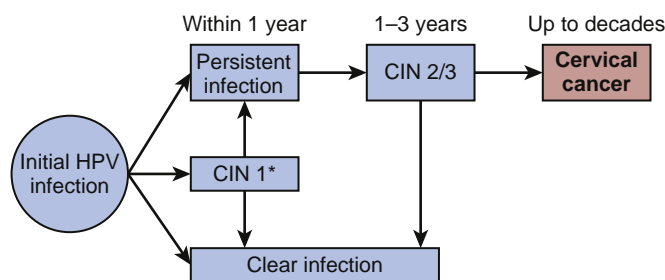 Within 1 year
1–3 years
Up to decades
Persistent
infection
CIN 2/3
Cervical
cancer
Initial HPV
infection
CIN 1*
Clear infection